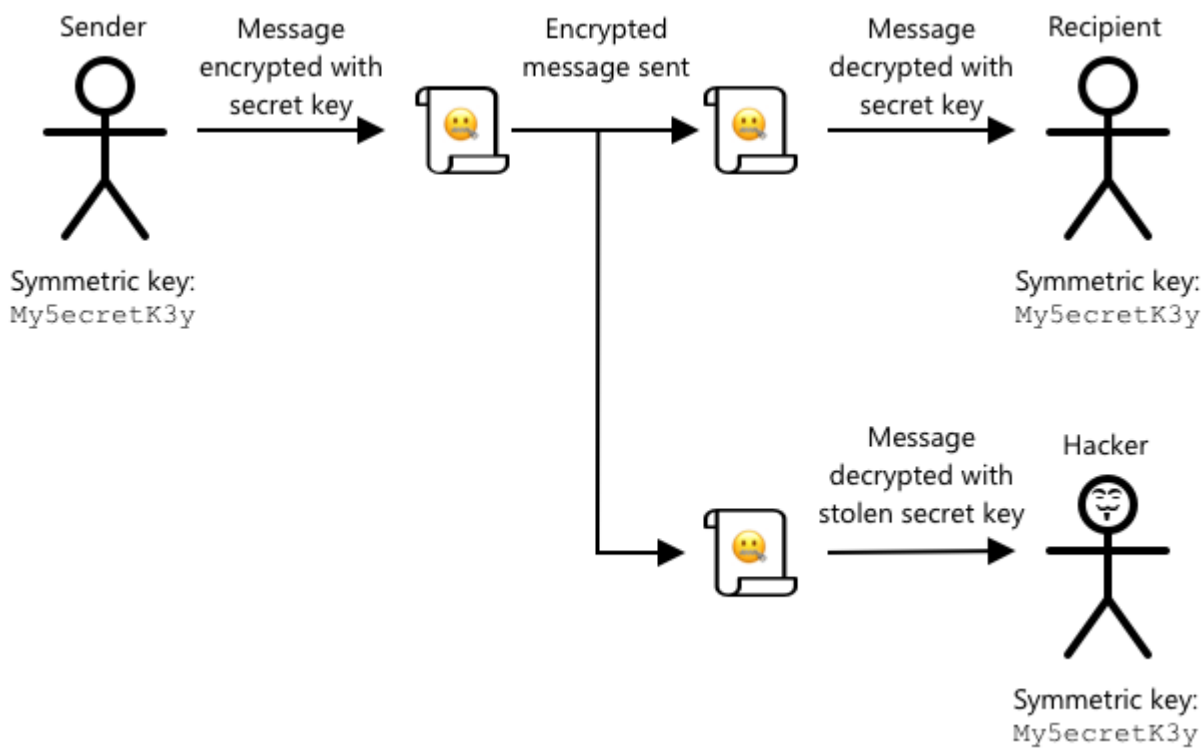 Sender
Message
encrypted with
secret key
Encrypted
message sent
Message
decrypted with
secret key
Recipient
Symmetric key:
My5ecretK3y
Symmetric key:
My5ecretK3y
Message
decrypted with
stolen secret key
Hacker
Symmetric key:
My5ecretK3y